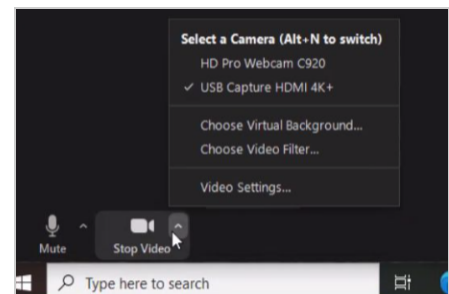 Select a Camera (Alt+N to switch)
HD Pro Webcam C920
✓ USB Capture HDMI 4K+
Choose Virtual Background...
Choose Video Filter...
Video Settings...
Mute
Stop Video
Type here to search